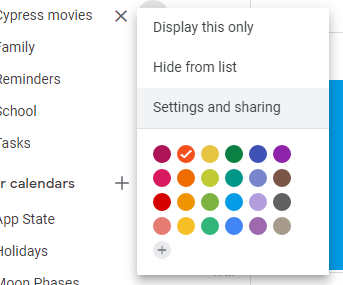 Cypress movies
Display this only
Family
Hide from list
Reminders
School
Settings and sharing
Tasks
r calendars
App State
Holidays
Moon Phases